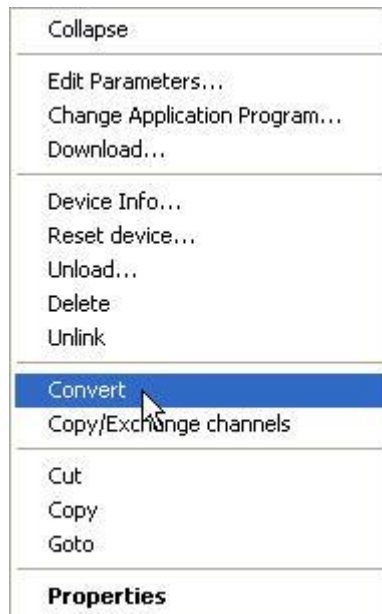 Collapse
Edit Parameters...
Change Application Program...
Download...
Device Info...
Reset device...
Unload...
Delete
Unlink
Convert
Copy/Exchange channels
Cut
Copy
Goto
Properties